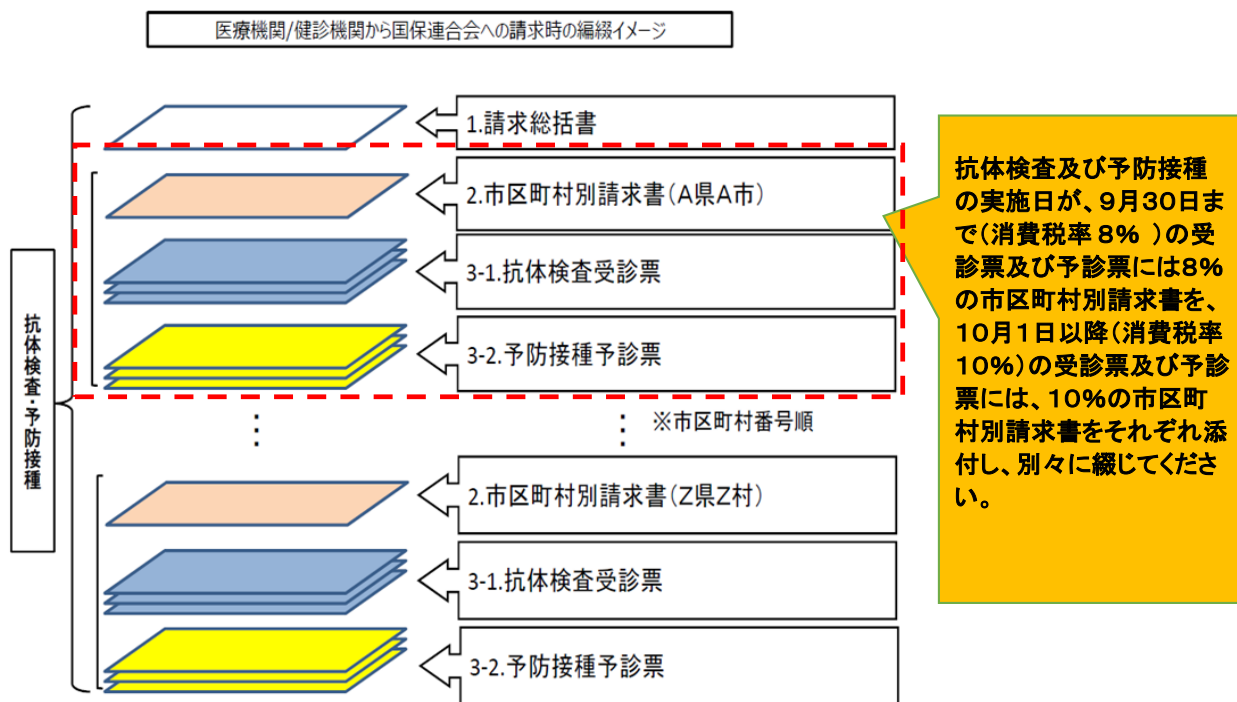 医療機関/健診機関から国保連合会への請求時の編綴イメージ
抗体検査・予防接種
1.請求総括書
2.市区町村別請求書(A県A市)
3-1.抗体検査受診票
3-2.予防接種予診票
⋮
⋮
※市区町村番号順
2.市区町村別請求書(Z県Z村)
3-1.抗体検査受診票
3-2.予防接種予診票
抗体検査及び予防接種
の実施日が、9月30日ま
で(消費税率8% )の受
診票及び予診票には8%
の市区町村別請求書を、
10月1日以降(消費税率
10%)の受診票及び予診
票には、10%の市区町
村別請求書をそれぞれ添
付し、別々に綴じてくださ
い。